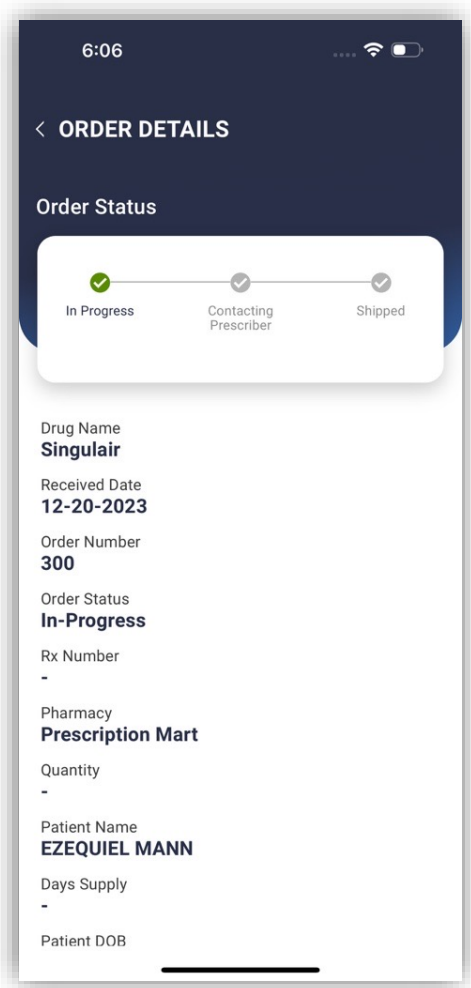 6:06
< ORDER DETAILS
Order Status
In Progress
Contacting
Prescriber
Shipped
Drug Name
Singulair
Received Date
12-20-2023
Order Number
300
Order Status
In-Progress
Rx Number
-
Pharmacy
Prescription Mart
Quantity
-
Patient Name
EZEQUIEL MANN
Days Supply
-
Patient DOB